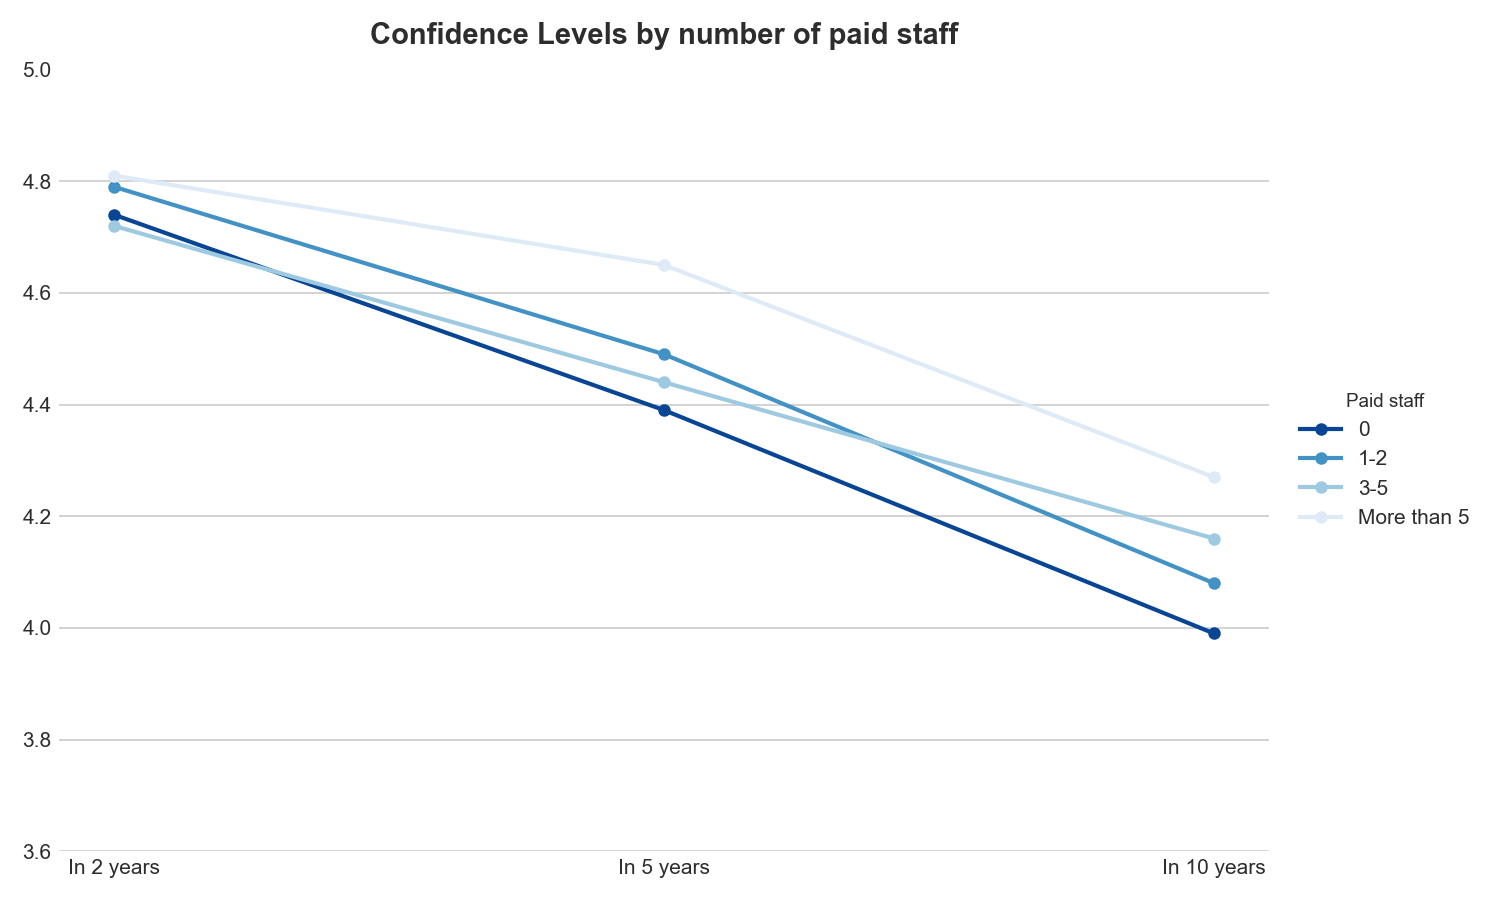 Confidence Levels by number of paid staff
5.0
4.8
4.6
4.4
4.2
4.0
3.8
3.6
In 2 years
In 5 years
In 10 years
Paid staff
0
1-2
3-5
More than 5